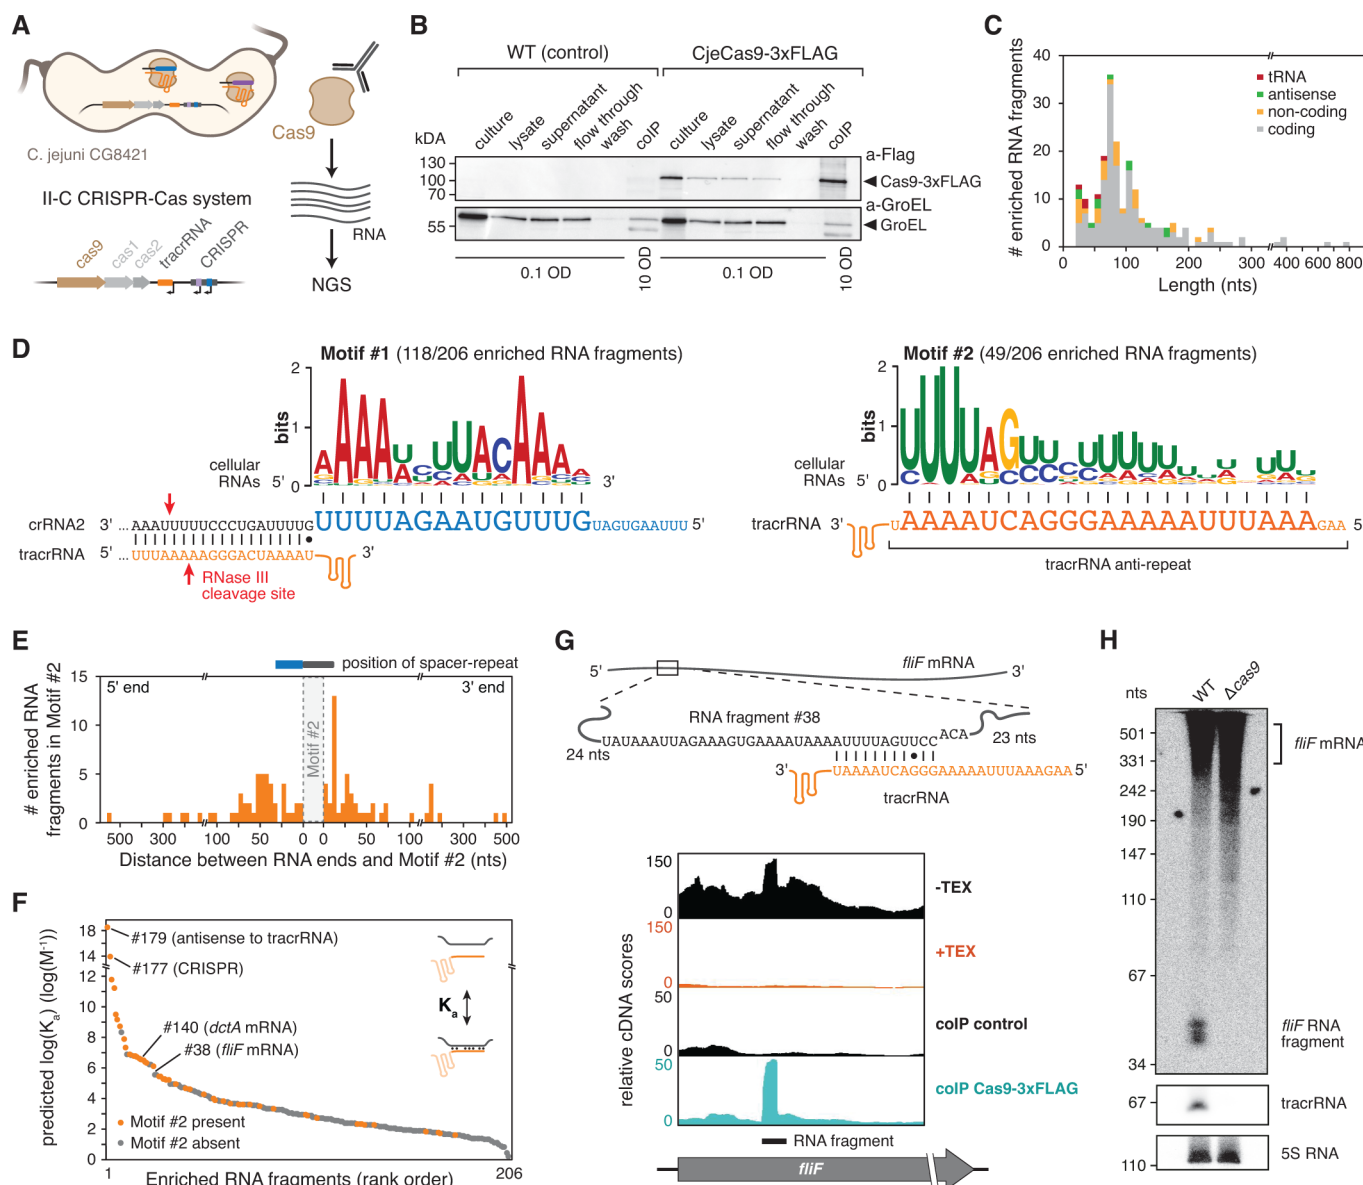 A
Cas9
C. jejuni CG8421
II-C CRISPR-Cas system
cas9
cas1
cas2
tracrRNA
CRISPR
RNA
NGS
B
WT (control)
CjeCas9-3xFLAG
kDA
culture
lysate
supernatant
flow through
wash
coIP
culture
lysate
supernatant
flow through
wash
coIP
a-Flag
130
100
70
Cas9-3xFLAG
a-GroEL
55
GroEL
0.1 OD
10 OD
0.1 OD
10 OD
C
# enriched RNA fragments
40
30
20
10
0
tRNA
antisense
non-coding
coding
0 100 200 300 400 600 800
Length (nts)
D
Motif #1 (118/206 enriched RNA fragments)
2
1
0
bits
cellular
RNAs
5'
3'
crRNA2 3' ... AAAUUUUUCCCUGAUUUUGUUUUAGAAUGUUUGUAGUGAAUUU 5'
tracrRNA 5' ... UUUAAAAAGGGACUAAAAU 3'
RNase III
cleavage site
Motif #2 (49/206 enriched RNA fragments)
2
1
0
bits
cellular
RNAs
5'
tracrRNA 3' UAAAAUCAGGGAAAAAUUUAAAGAA 5
tracrRNA anti-repeat
E
position of spacer-repeat
# enriched RNA
fragments in Motif #2
15
10
5
0
5' end
3' end
Motif #2
500 300 100 50 0 0 50 100 300 500
Distance between RNA ends and Motif #2 (nts)
F
predicted log(Ka) (log(M-1))
18
14
12
10
8
6
4
2
0
#179 (antisense to tracrRNA)
#177 (CRISPR)
#140 (dctA mRNA)
#38 (fliF mRNA)
Ka
Motif #2 present
Motif #2 absent
1
206
Enriched RNA fragments (rank order)
G
5'
fliF mRNA
3'
RNA fragment #38
24 nts
UAUAAAUUAGAAAGUGAAAAUAAAAUUUUAGUUCC
ACA
23 nts
3' UAAAAUCAGGGAAAAAUUUAAAGAA 5'
tracrRNA
relative cDNA scores
150
0
-TEX
150
0
+TEX
50
0
coIP control
50
0
coIP Cas9-3xFLAG
RNA fragment
fliF
H
nts
WT
Δcas9
501
331
242
190
147
110
67
34
fliF mRNA
fliF RNA
fragment
67
tracrRNA
110
5S RNA